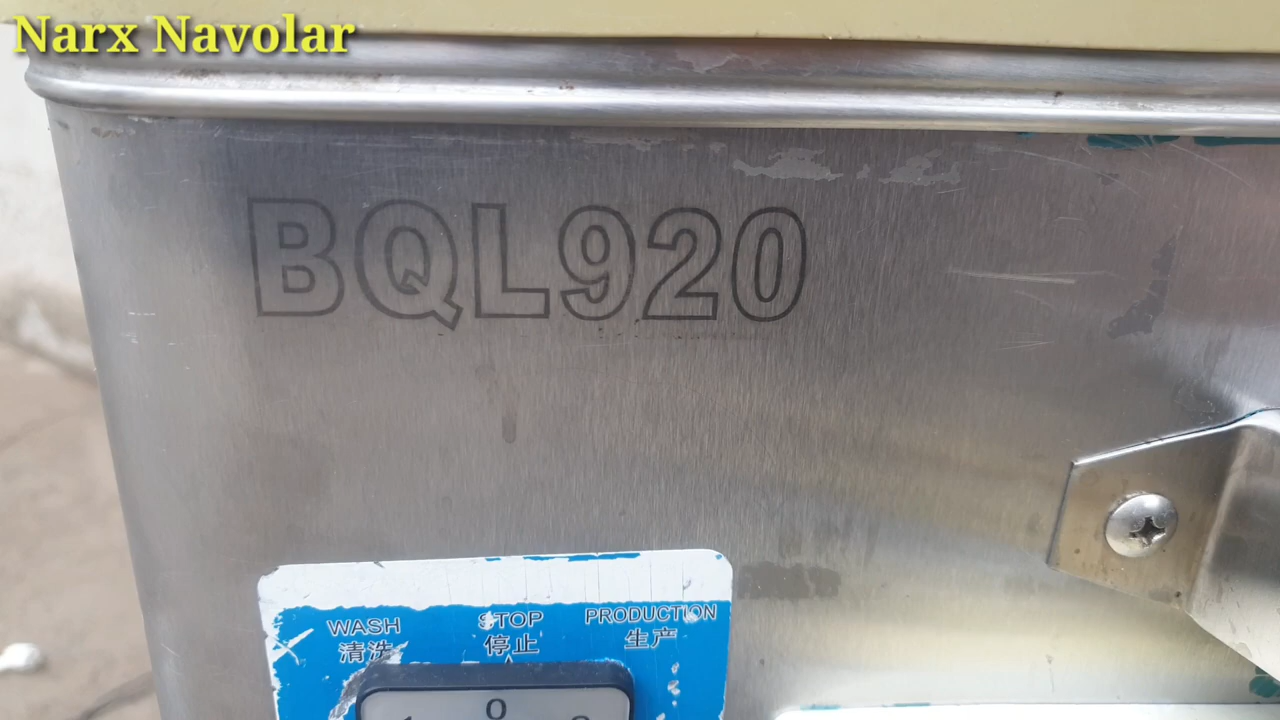 Narx Navolar
BQL920
WASH STOP PRODUCTION
清洗 停止 生产
0